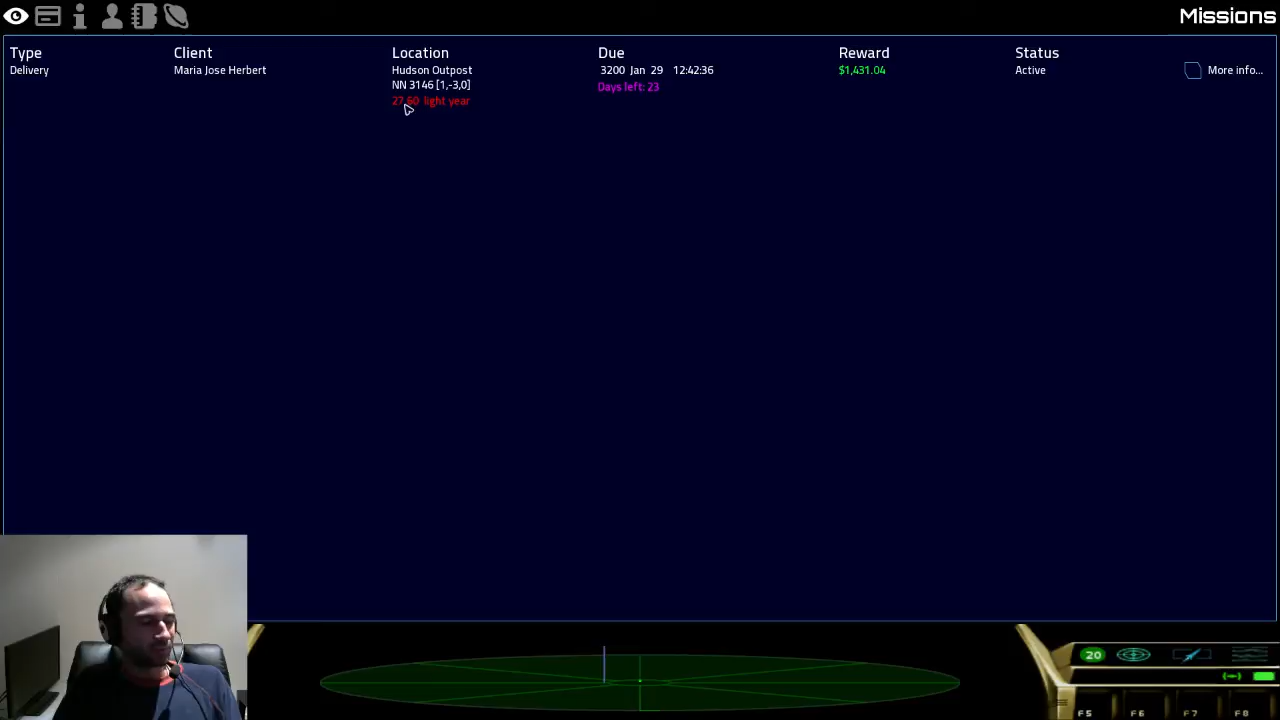 Missions
Type Client Location Due Reward Status
Delivery Maria Jose Herbert Hudson Outpost 3200 Jan 29 12:42:36 $1,431.04 Active More info...
NN 3146 [1,-3,0] Days left: 23
27.60 light year
20
F5 F6 F7 F8